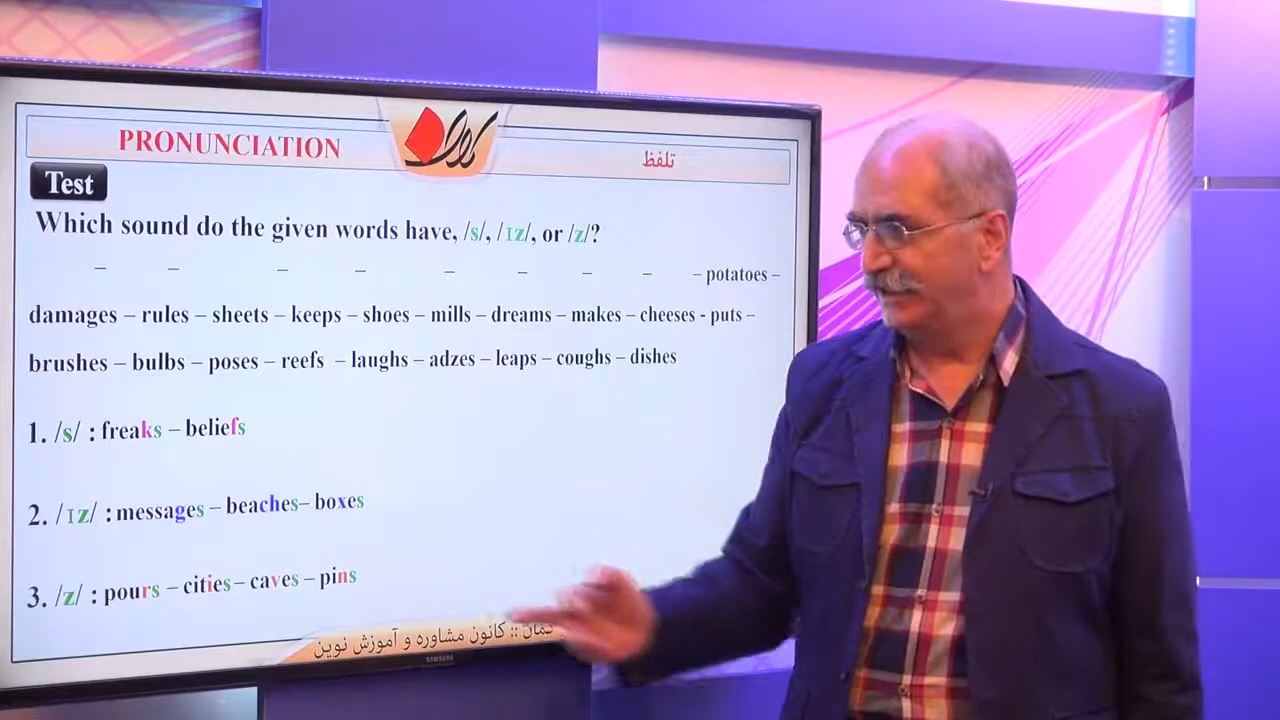 PRONUNCIATION
تلفظ
Test
Which sound do the given words have, /s/, /ɪz/, or /z/?
– – – – – – – – – potatoes –
damages – rules – sheets – keeps – shoes – mills – dreams – makes – cheeses - puts –
brushes – bulbs – poses – reefs – laughs – adzes – leaps – coughs – dishes
1. /s/ : freaks – beliefs
2. /ɪz/ : messages – beaches– boxes
3. /z/ : pours – cities– caves – pins
کمان :: کانون مشاوره و آموزش نوین
SAMSUNG